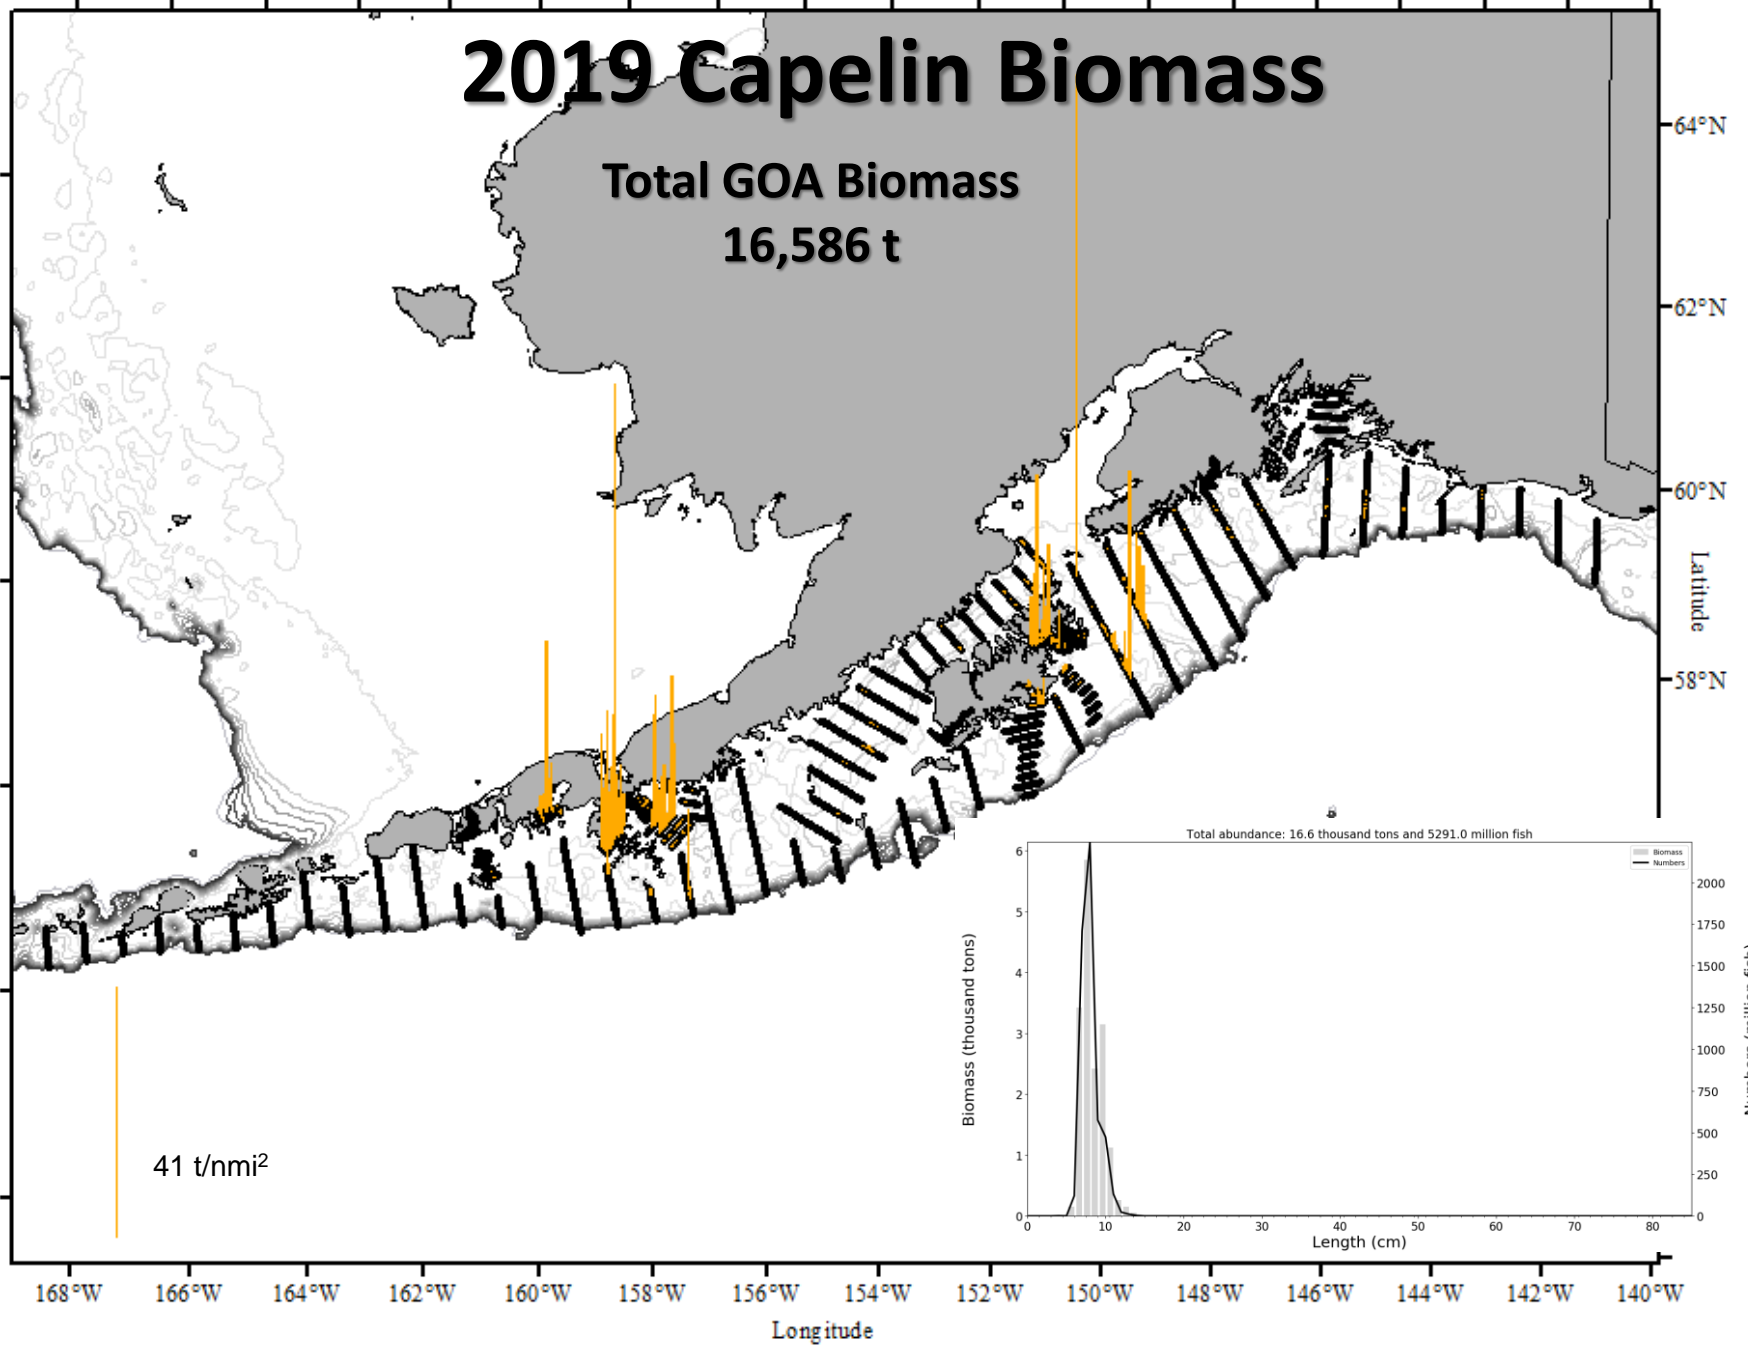 2019 Capelin Biomass
Total GOA Biomass
16,586 t
64°N
62°N
60°N
58°N
Latitude
41 t/nmi²
Total abundance: 16.6 thousand tons and 5291.0 million fish
Biomass
Numbers
Biomass (thousand tons)
6
5
4
3
2
1
0
2000
1750
1500
1250
1000
750
500
250
0
0 10 20 30 40 50 60 70 80
Length (cm)
168°W 166°W 164°W 162°W 160°W 158°W 156°W 154°W 152°W 150°W 148°W 146°W 144°W 142°W 140°W
Longitude